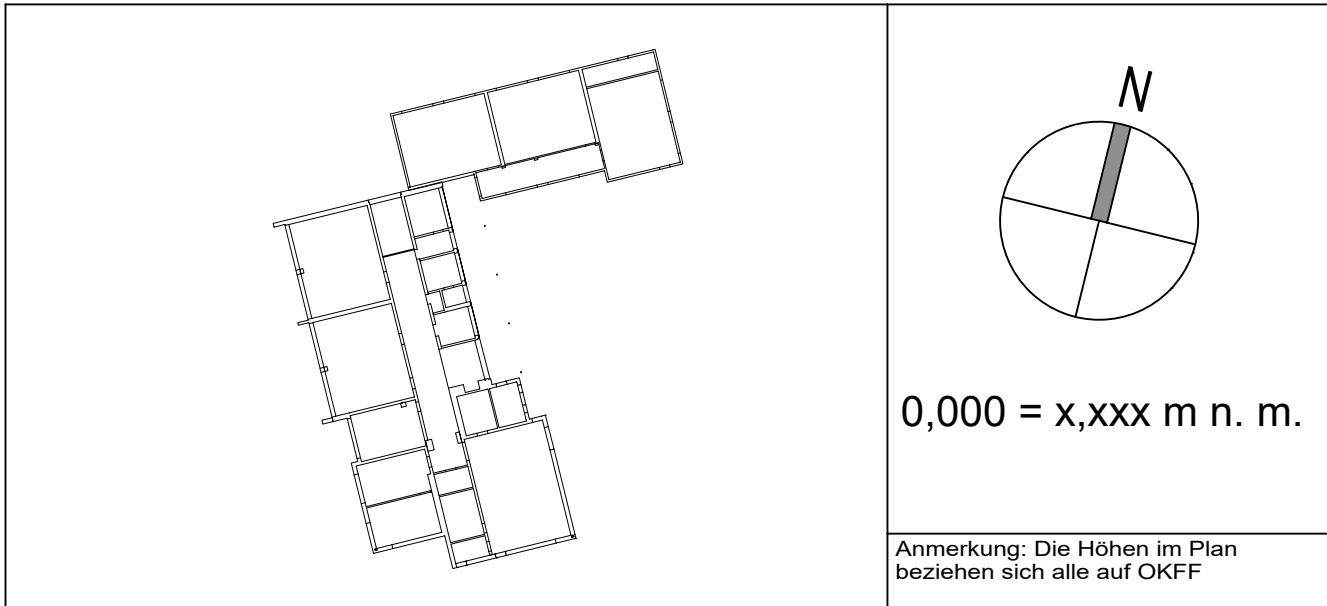 N
0,000 = x,xxx m n. m.
Anmerkung: Die Höhen im Plan
beziehen sich alle auf OKFF